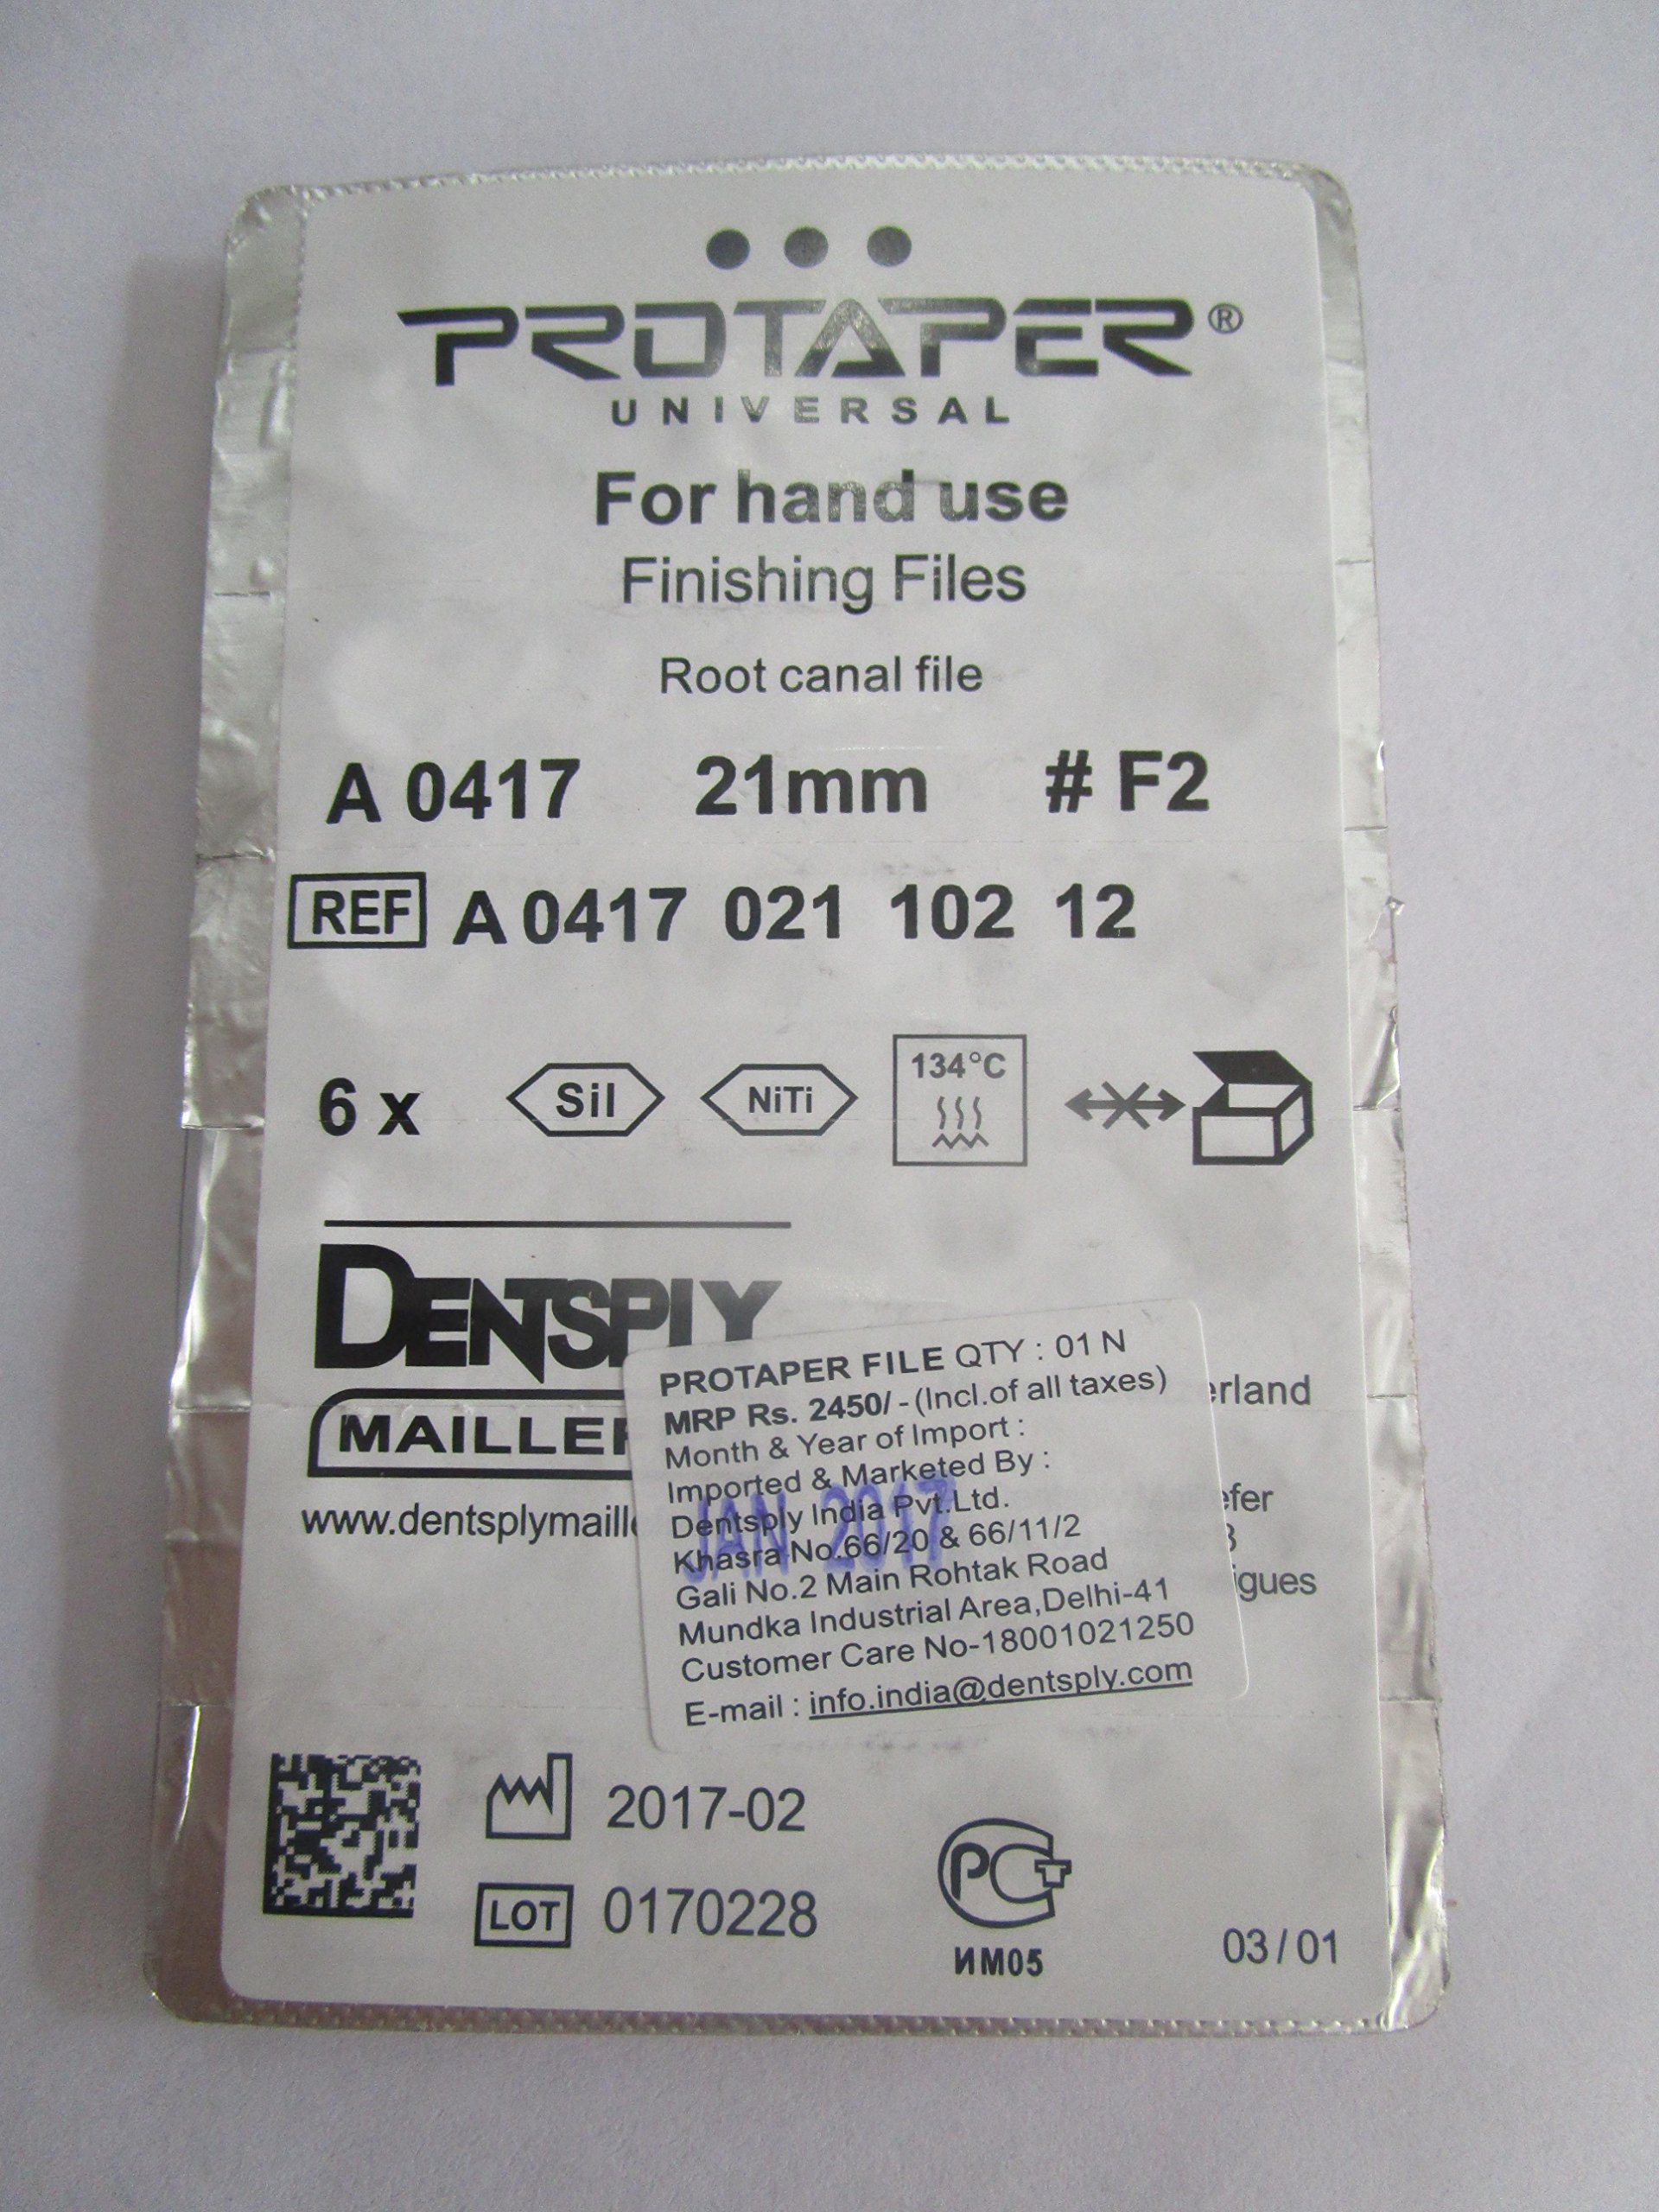 PROTAPER®
UNIVERSAL
For hand use
Finishing Files
Root canal file
A 0417 21mm # F2
REF A 0417 021 102 12
6 x Sil NiTi 134°C
DENTSPLY
MAILLEF
www.dentsplymaille
erland
efer
igues
PROTAPER FILE QTY : 01 N
MRP Rs. 2450/- (Incl.of all taxes)
Month & Year of Import :
Imported & Marketed By :
JAN 2017
Dentsply India Pvt.Ltd.
Khasra No.66/20 & 66/11/2
Gali No.2 Main Rohtak Road
Mundka Industrial Area,Delhi-41
Customer Care No-18001021250
E-mail : info.india@dentsply.com
2017-02
LOT 0170228
РСТ
ИМ05
03/01